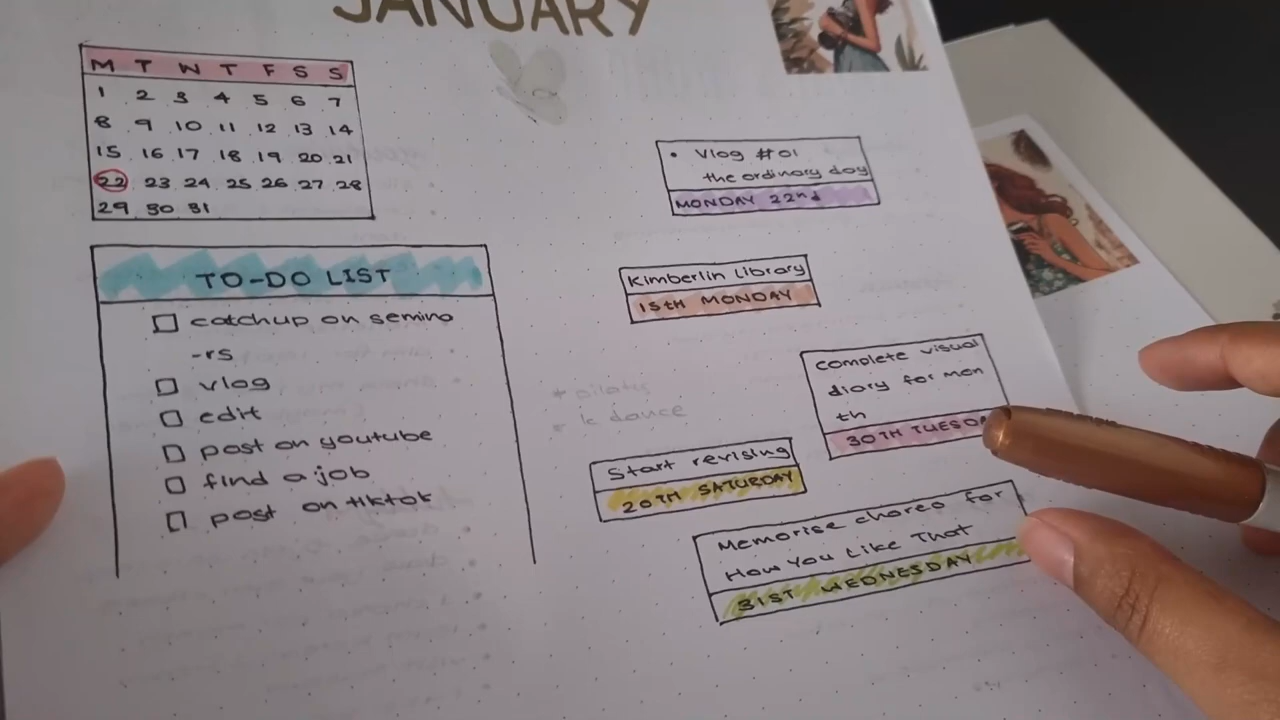 JANUARY
M T W T F S S
1 2 3 4 5 6 7
8 9 10 11 12 13 14
15 16 17 18 19 20 21
22 23 24 25 26 27 28
29 30 31
TO-DO LIST
catchup on semina
-rs
vlog
edit
post on youtube
find a job
post on tiktok
• Vlog #01
the ordinary day
MONDAY 22nd
Kimberlin Library
15th MONDAY
complete visual
diary for mon
th
30TH TUESDA
+ pilates
dance
Start revising
20TH SATURDAY
Memorise choreo for
How You Like That
31ST WEDNESDAY